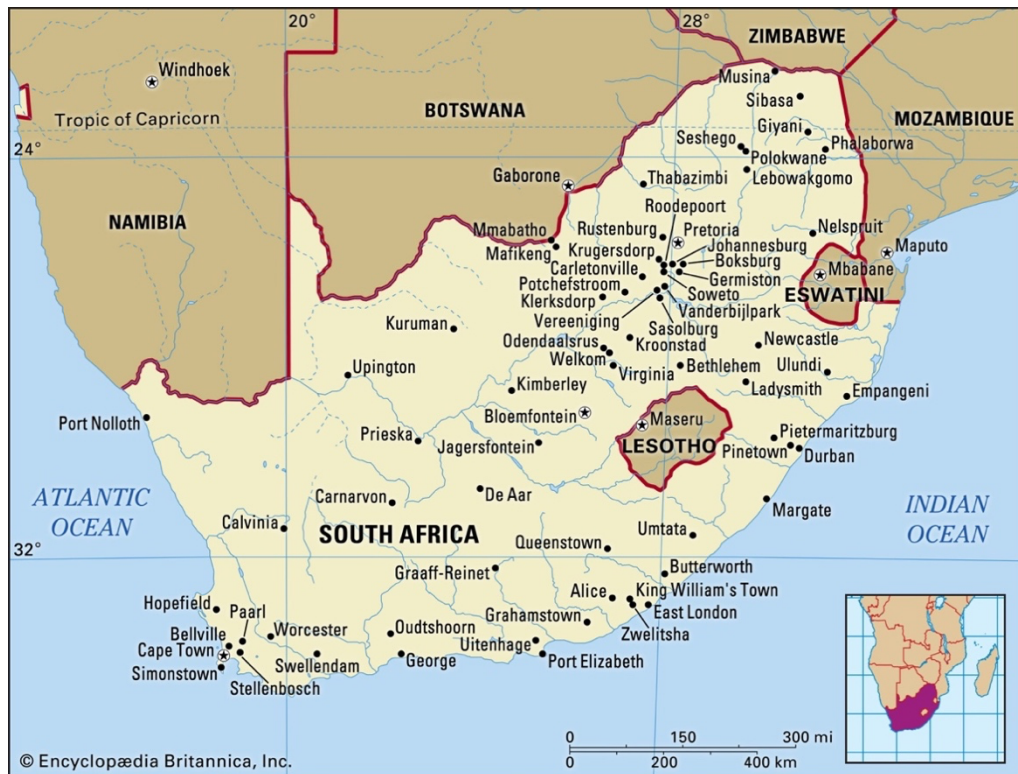 20°
28°
ZIMBABWE
Windhoek
Musina
BOTSWANA
Sibasa
Tropic of Capricorn
Giyani
MOZAMBIQUE
Seshego
Phalaborwa
24°
Polokwane
Gaborone
Thabazimbi
Lebowakgomo
Roodepoort
NAMIBIA
Mmabatho
Rustenburg
Pretoria
Nelspruit
Mafikeng
Krugersdorp
Johannesburg
Maputo
Carletonville
Boksburg
Mbabane
Potchefstroom
Germiston
ESWATINI
Klerksdorp
Soweto
Vereeniging
Vanderbijlpark
Kuruman
Sasolburg
Odendaalsrus
Kroonstad
Newcastle
Welkom
Upington
Virginia
Bethlehem
Ulundi
Kimberley
Ladysmith
Empangeni
Port Nolloth
Bloemfontein
Maseru
Prieska
Jagersfontein
LESOTHO
Pietermaritzburg
Pinetown
Durban
ATLANTIC
OCEAN
Carnarvon
De Aar
Margate
INDIAN
OCEAN
Calvinia
SOUTH AFRICA
Umtata
Queenstown
32°
Graaff-Reinet
Butterworth
Alice
King William's Town
Hopefield
Paarl
Grahamstown
East London
Bellville
Worcester
Oudtshoorn
Uitenhage
Zwelitsha
Cape Town
Simonstown
Swellendam
George
Port Elizabeth
Stellenbosch
0 150 300 mi
0 200 400 km
© Encyclopædia Britannica, Inc.